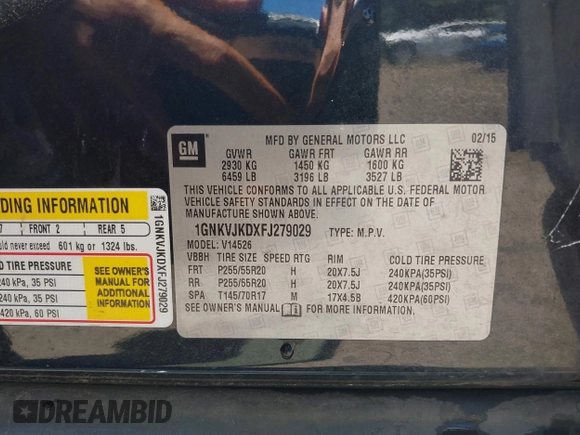 GM
MFD BY GENERAL MOTORS LLC 02/15
GVWR GAWR FRT GAWR RR
2930 KG 1450 KG 1600 KG
6459 LB 3196 LB 3527 LB
THIS VEHICLE CONFORMS TO ALL APPLICABLE U.S. FEDERAL MOTOR
VEHICLE SAFETY STANDARDS IN EFFECT ON THE DATE OF
MANUFACTURE SHOWN ABOVE.
1GNKVJKDXFJ279029 TYPE: M.P.V.
MODEL: V14526
VBBH TIRE SIZE SPEED RTG RIM COLD TIRE PRESSURE
FRT P255/55R20 H 20X7.5J 240KPA(35PSI)
RR P255/55R20 H 20X7.5J 240KPA(35PSI)
SPA T145/70R17 M 17X4.5B 420KPA(60PSI)
SEE OWNER'S MANUAL FOR MORE INFORMATION
DING INFORMATION
7 FRONT 2 REAR 5
ould never exceed 601 kg or 1324 lbs.
COLD TIRE PRESSURE
240 KPA, 35 PSI
240 KPA, 35 PSI
420 KPA, 60 PSI
SEE OWNER'S
MANUAL FOR
ADDITIONAL
INFORMATION
1GNKVJKDXFJ279029
DREAMBID